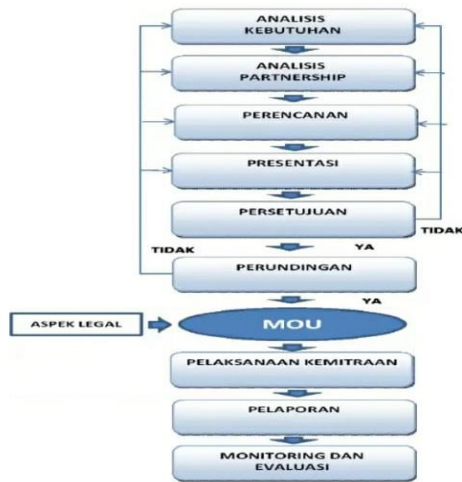 ANALISIS
KEBUTUHAN
ANALISIS
PARTNERSHIP
PERENCANAN
PRESENTASI
PERSETUJUAN
TIDAK
YA
TIDAK
PERUNDINGAN
YA
ASPEK LEGAL
MOU
PELAKSANAAN KEMITRAAN
PELAPORAN
MONITORING DAN
EVALUASI